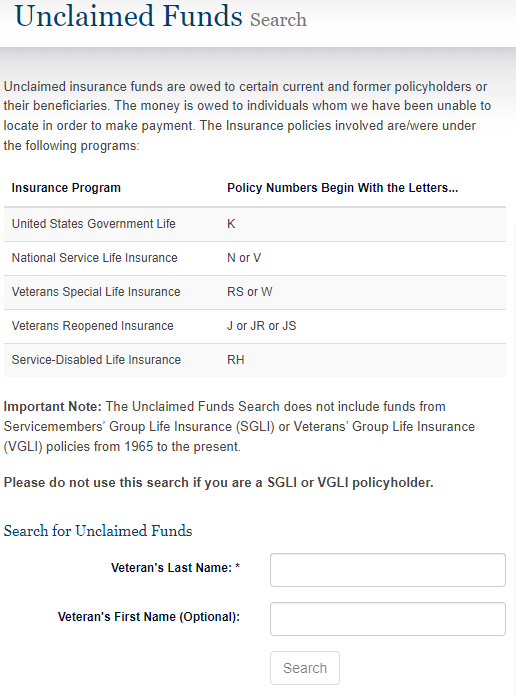 Unclaimed Funds Search
Unclaimed insurance funds are owed to certain current and former policyholders or
their beneficiaries. The money is owed to individuals whom we have been unable to
locate in order to make payment. The Insurance policies involved are/were under
the following programs:
Insurance Program Policy Numbers Begin With the Letters...
United States Government Life K
National Service Life Insurance N or V
Veterans Special Life Insurance RS or W
Veterans Reopened Insurance J or JR or JS
Service-Disabled Life Insurance RH
Important Note: The Unclaimed Funds Search does not include funds from
Servicemembers’ Group Life Insurance (SGLI) or Veterans’ Group Life Insurance
(VGLI) policies from 1965 to the present.
Please do not use this search if you are a SGLI or VGLI policyholder.
Search for Unclaimed Funds
Veteran's Last Name: *
Veteran's First Name (Optional):
Search